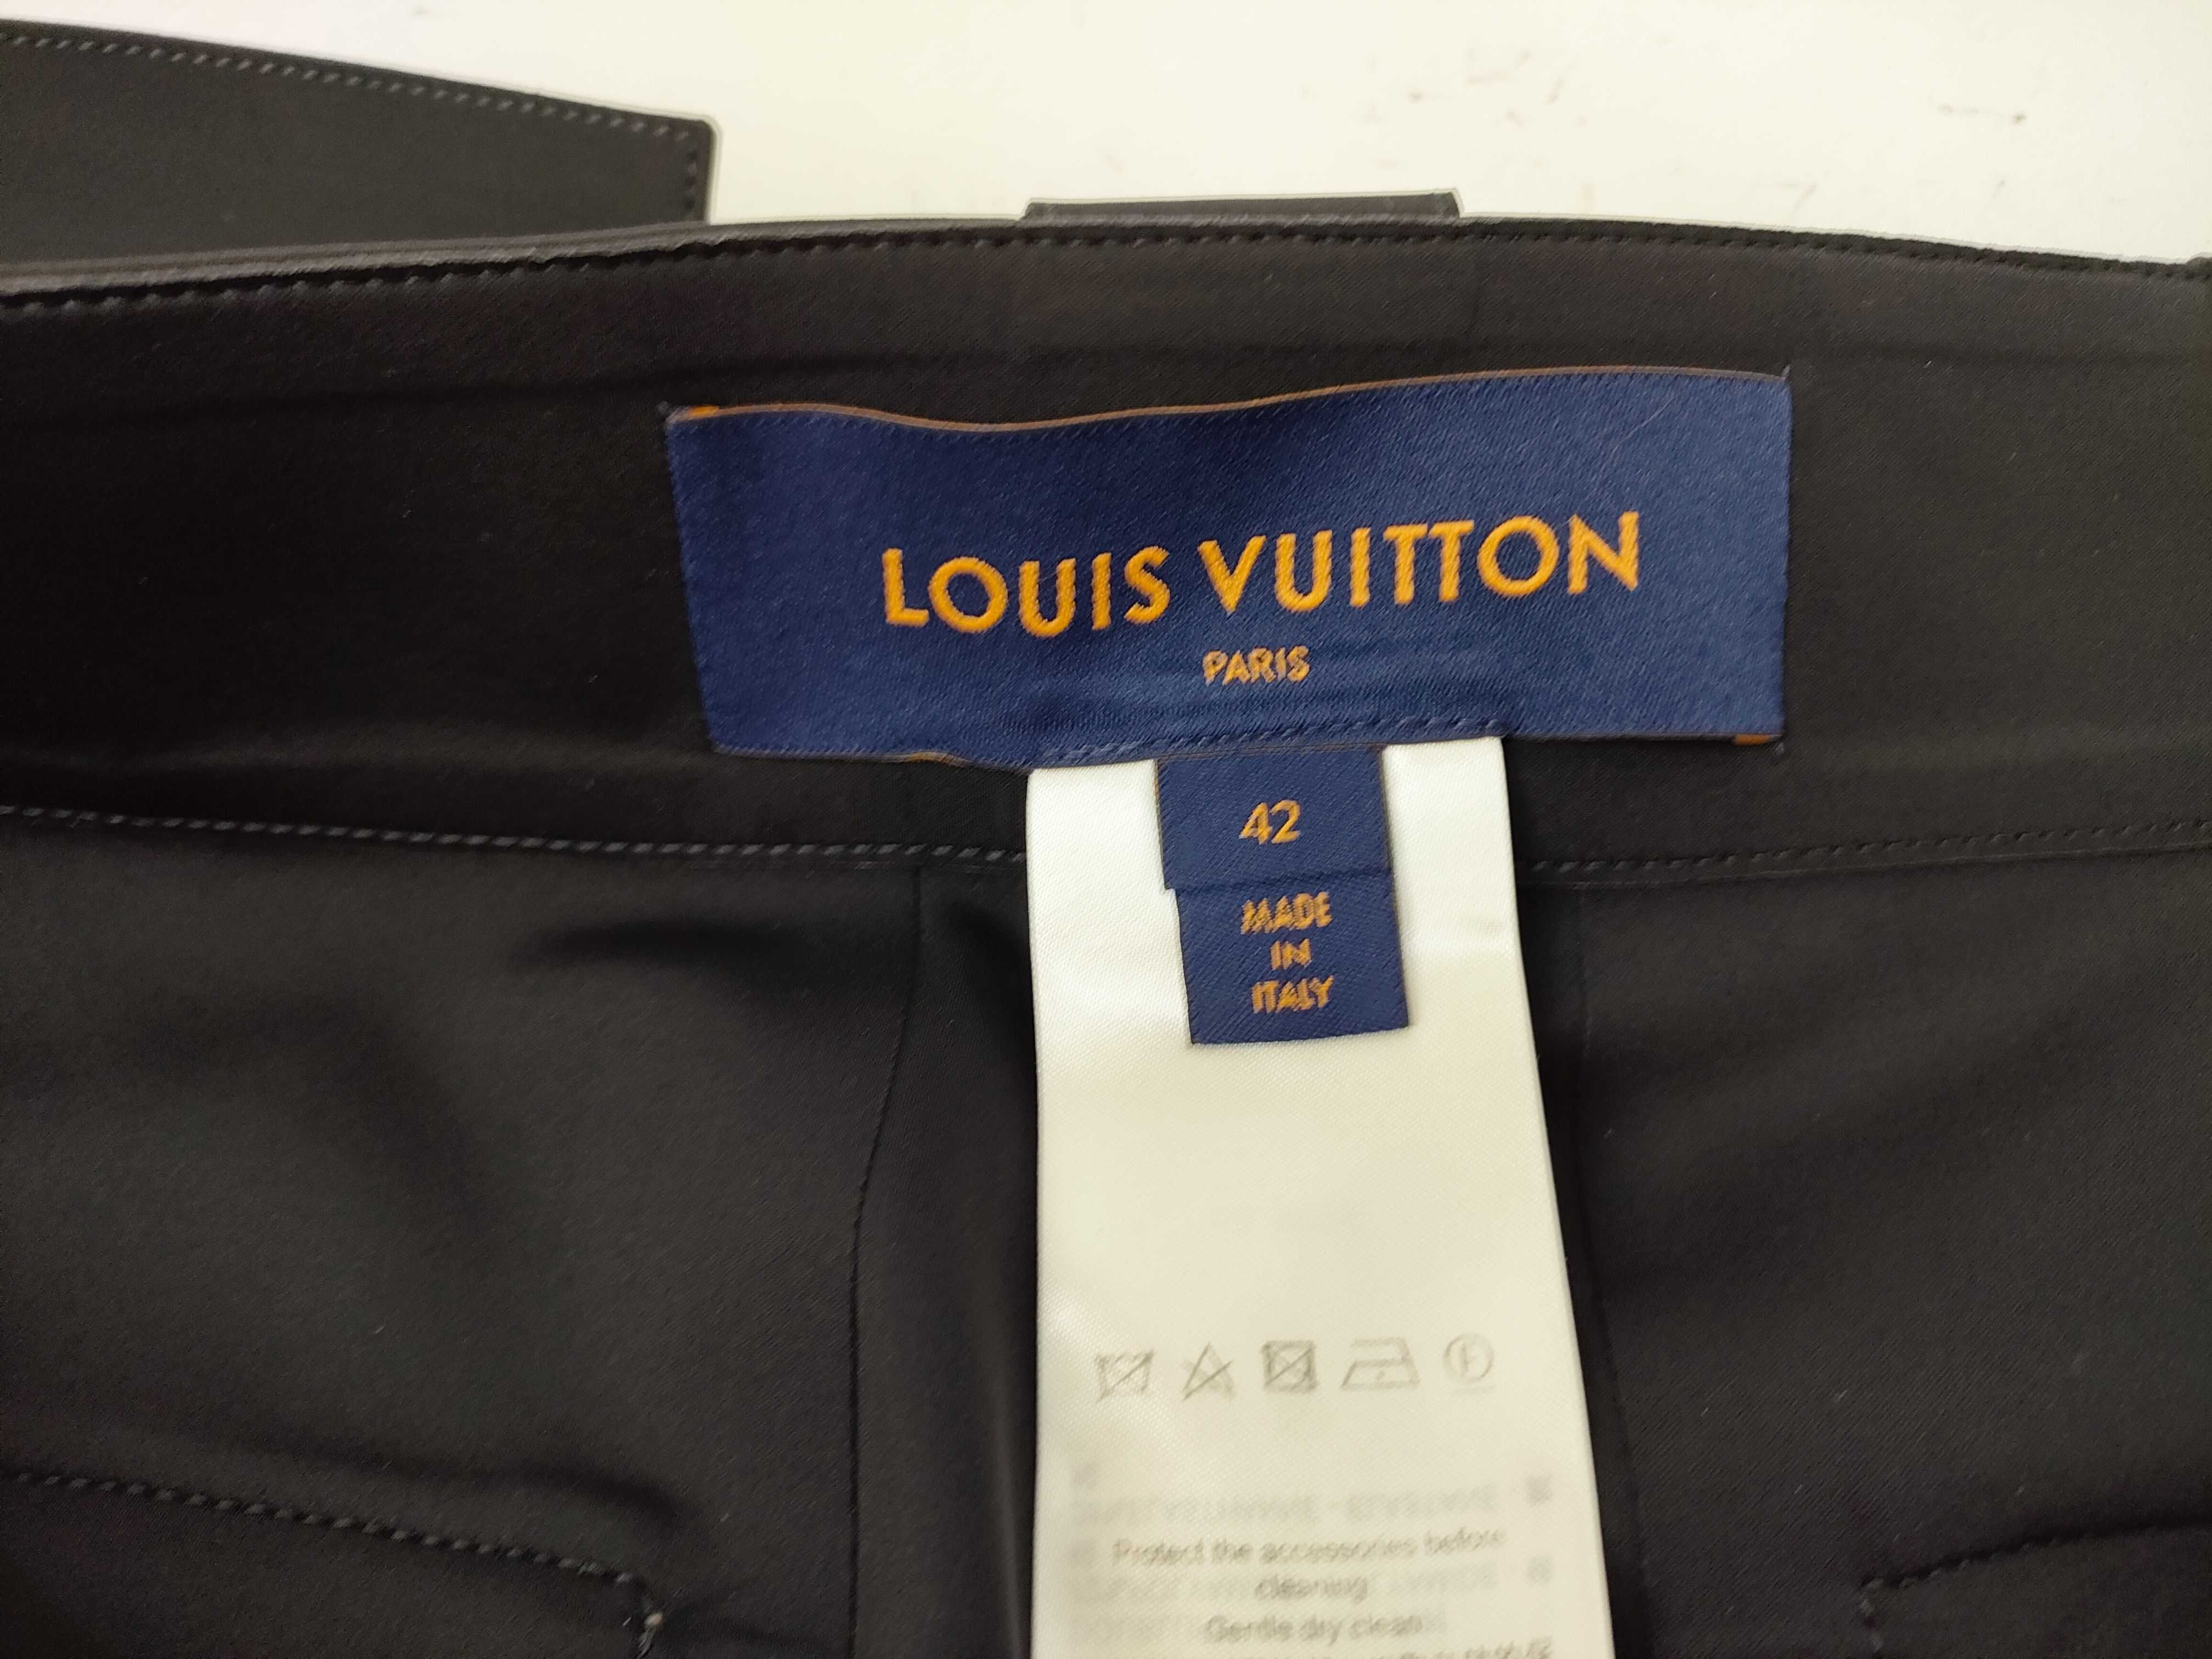 LOUIS VUITTON
PARIS
42
MADE
IN
ITALY
F
Protect the accessories before
cleaning
Gentle dry clean